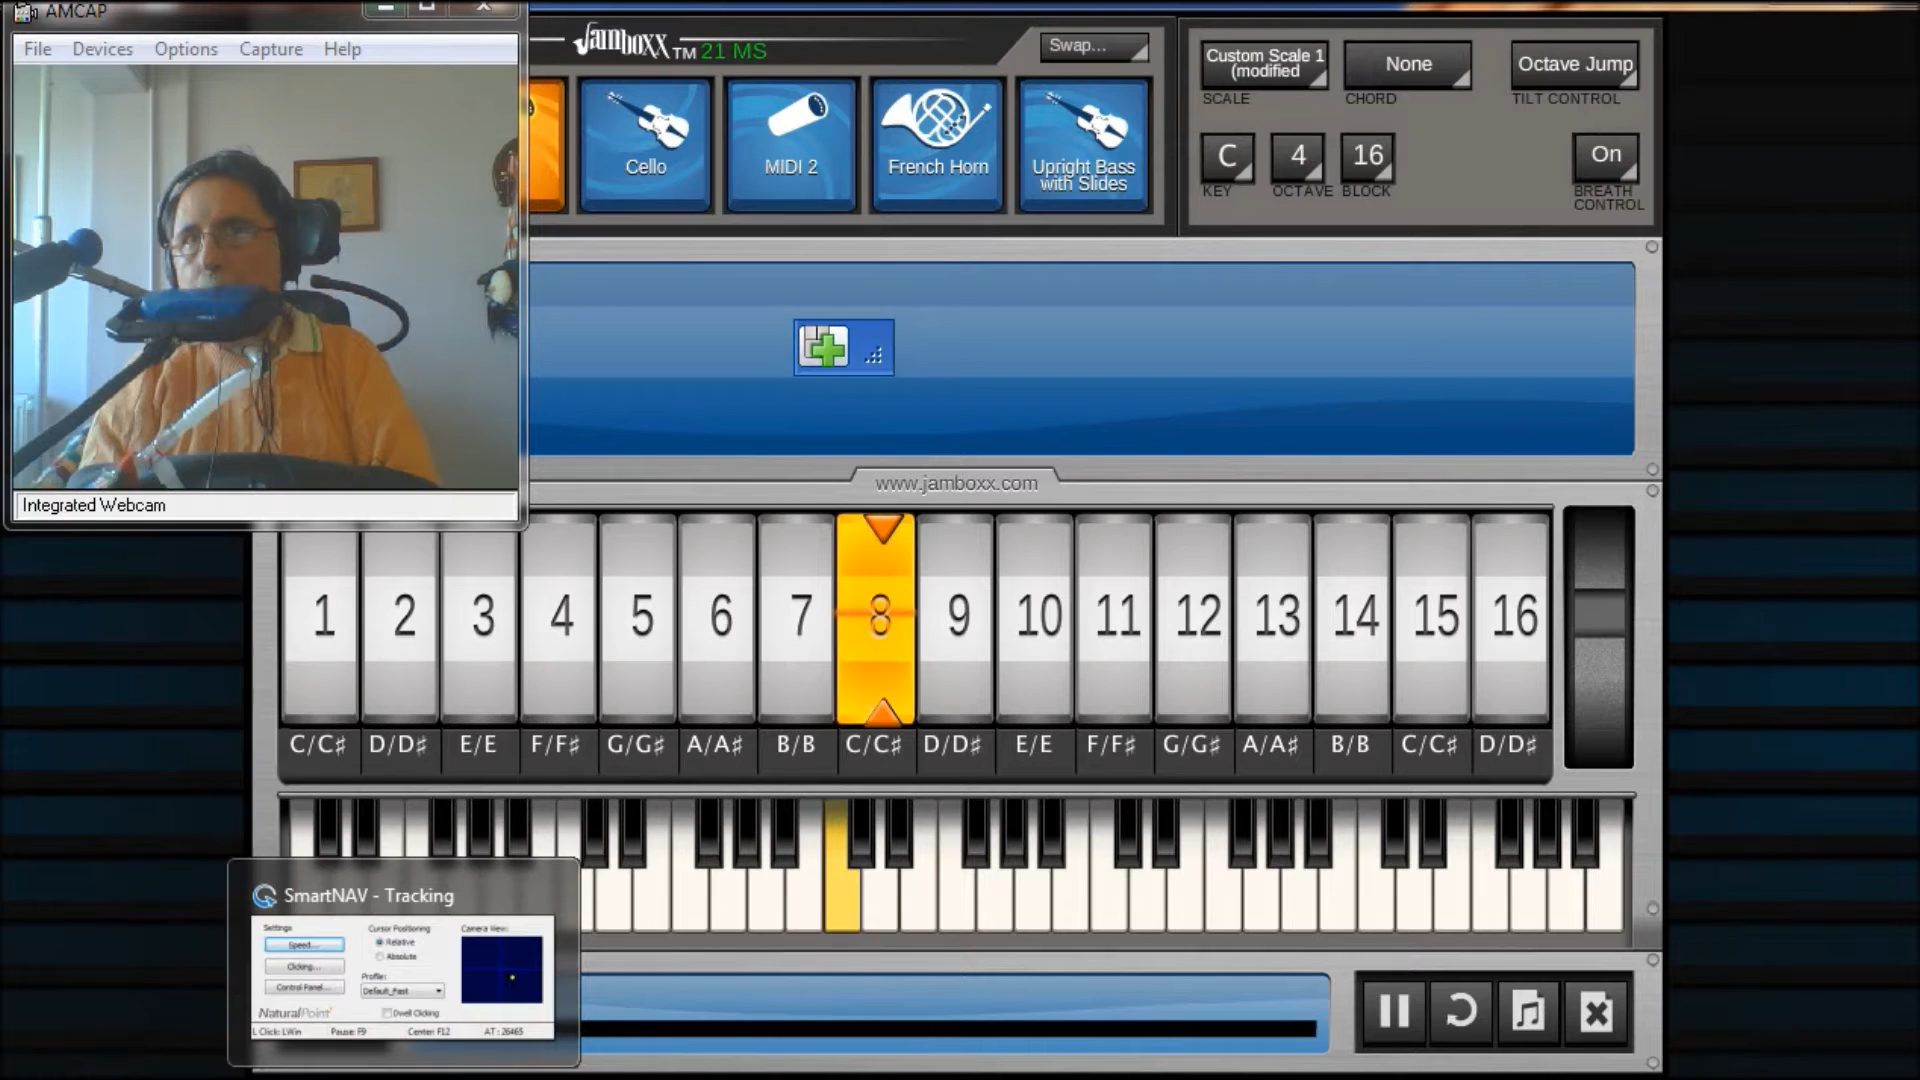 AMCAP
File Devices Options Capture Help
Integrated Webcam
Jamboxx TM 21 MS
Swap...
Cello
MIDI 2
French Horn
Upright Bass
with Slides
Custom Scale 1
(modified
SCALE
None
CHORD
Octave Jump
TILT CONTROL
C
KEY
4
OCTAVE
16
BLOCK
On
BREATH
CONTROL
www.jamboxx.com
1 2 3 4 5 6 7 8 9 10 11 12 13 14 15 16
C/C♯ D/D♯ E/E F/F♯ G/G♯ A/A♯ B/B C/C♯ D/D♯ E/E F/F♯ G/G♯ A/A♯ B/B C/C♯ D/D♯
SmartNAV - Tracking
Settings
Speed...
Clicking...
Control Panel...
Cursor Positioning
Relative
Absolute
Profile:
Default_Fast
Dwell Clicking
Camera View:
NaturalPoint
L Click: LWin Pause: F9 Center: F12 AT : 26465